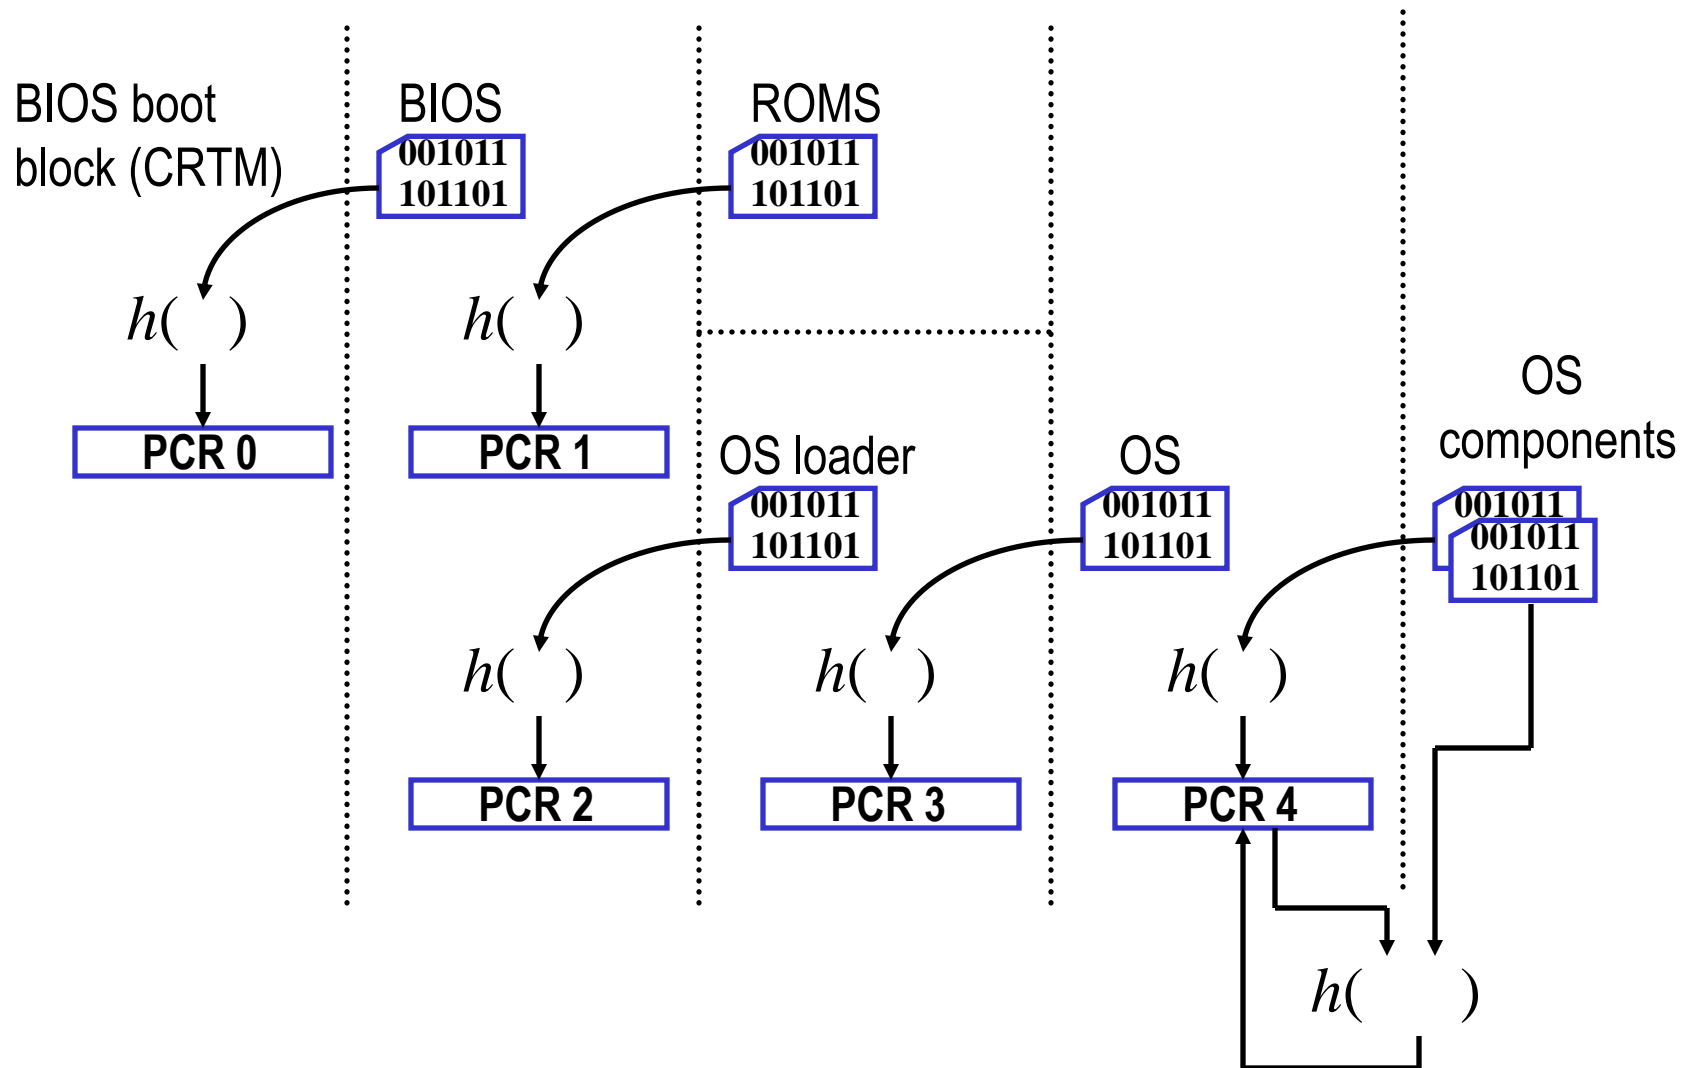 BIOS boot
block (CRTM)
BIOS
001011
101101
ROMS
001011
101101
h( )
h( )
PCR 0
PCR 1
OS loader
001011
101101
OS
001011
101101
OS
components
001011
001011
101101
h( )
h( )
h( )
PCR 2
PCR 3
PCR 4
h( )